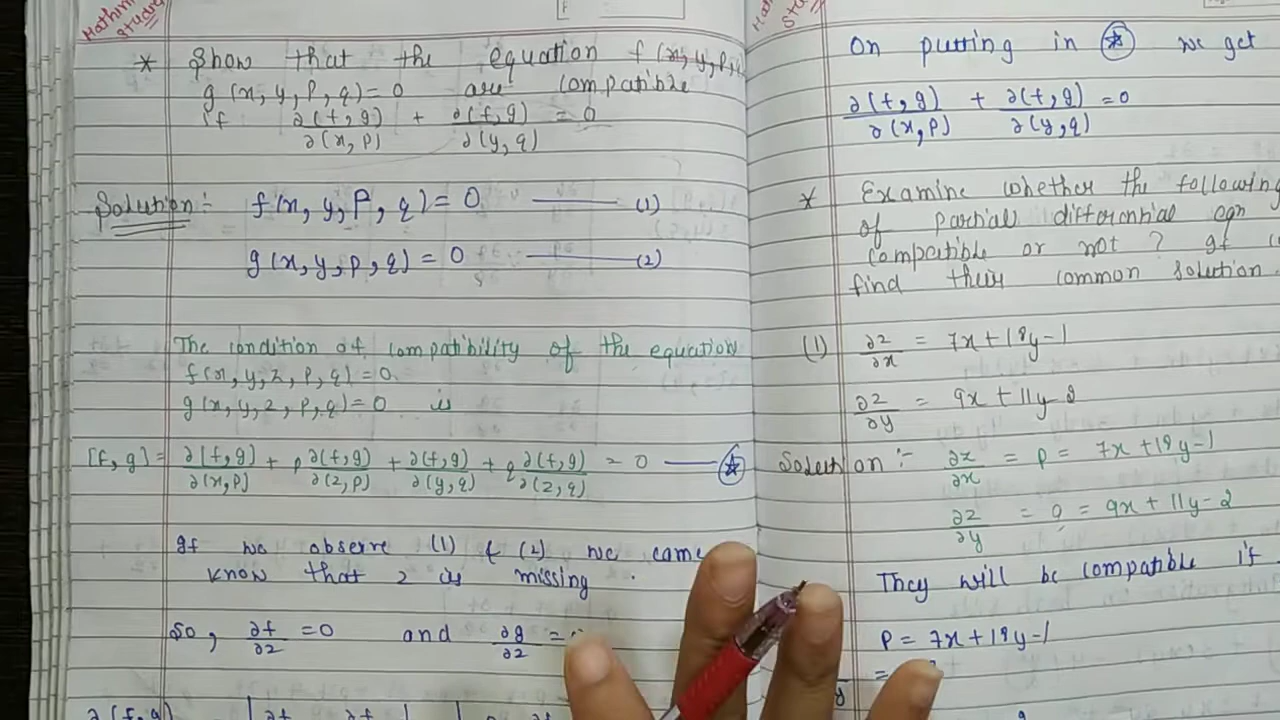 Show that the equation f(x,y,p,q
g(x,y,p,q)=0 are compatible
if ∂(f,g)/∂(x,p) + ∂(f,g)/∂(y,q) = 0
Solution:- f(x,y,p,q)=0 —— (1)
g(x,y,p,q)=0 —— (2)
The condition of compatibility of the equation
f(x,y,z,p,q)=0
g(x,y,z,p,q)=0 is
[f,g]= ∂(f,g)/∂(x,p) + p ∂(f,g)/∂(z,p) + ∂(f,g)/∂(y,q) + q ∂(f,g)/∂(z,q) = 0 —— ☆
If we observe (1) & (2) we came
know that z is missing.
So, ∂f/∂z =0 and ∂g/∂z =
∂(f,g)
On putting in ☆ we get
∂(f,g)/∂(x,p) + ∂(f,g)/∂(y,q) =0
* Examine whether the following
of partial differential eqn
compatible or not? If
find their common solution
(1) ∂z/∂x = 7x+18y-1
∂z/∂y = 9x+11y-2
Solution:- ∂z/∂x = p = 7x+18y-1
∂z/∂y = q = 9x+11y-2
They will be compatible if
p = 7x+18y-1